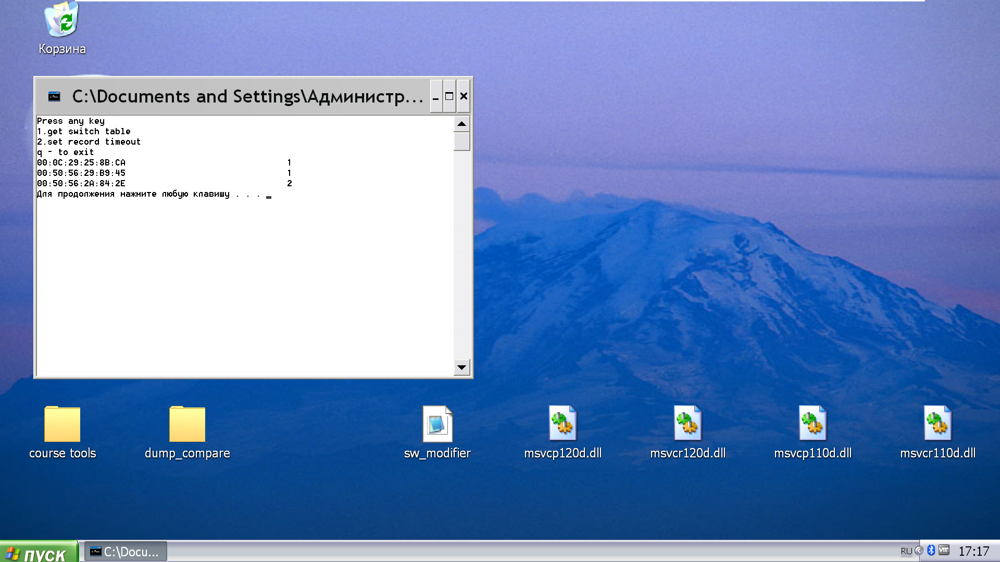 Корзина
C:\Documents and Settings\Администр...
Press any key
1.get switch table
2.set record timeout
q - to exit
00:0C:29:25:8B:CA 1
00:50:56:29:B9:45 1
00:50:56:2A:84:2E 2
Для продолжения нажмите любую клавишу . . .
course tools
dump_compare
sw_modifier
msvcp120d.dll
msvcr120d.dll
msvcp110d.dll
msvcr110d.dll
пуск
C:\Docu...
RU
vm
17:17